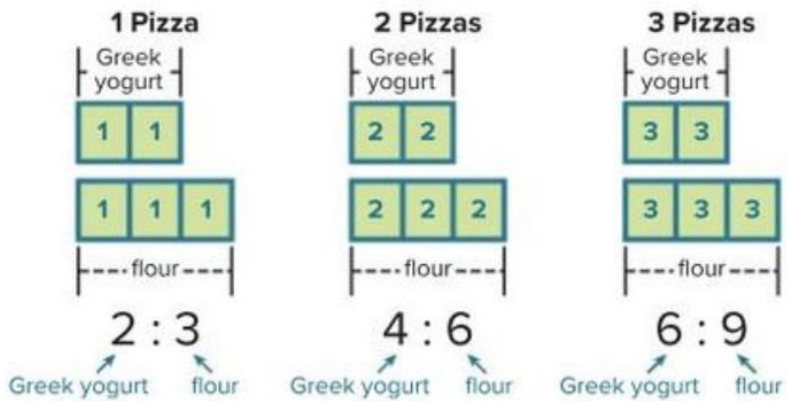 1 Pizza
Greek
yogurt
1 1
1 1 1
flour
2 : 3
Greek yogurt flour
2 Pizzas
Greek
yogurt
2 2
2 2 2
flour
4 : 6
Greek yogurt flour
3 Pizzas
Greek
yogurt
3 3
3 3 3
flour
6 : 9
Greek yogurt flour